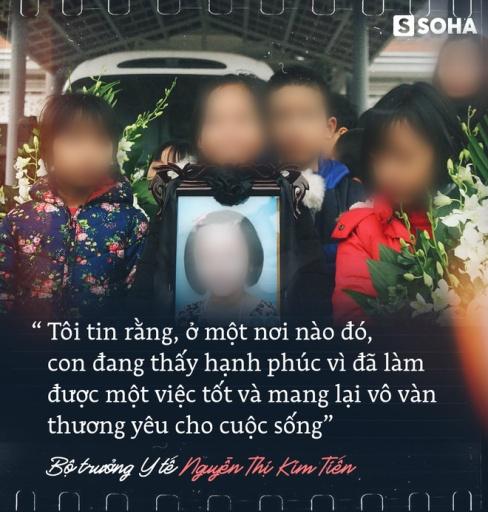 S SOHA
“ Tôi tin rằng, ở một nơi nào đó,
con đang thấy hạnh phúc vì đã làm
được một việc tốt và mang lại vô vàn
thương yêu cho cuộc sống”
Bộ trưởng Y tế Nguyễn Thị Kim Tiến